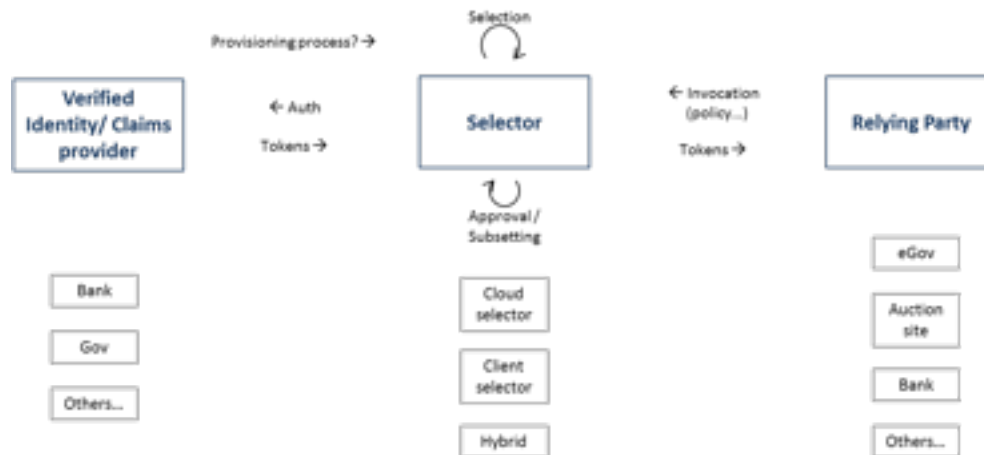 Selection
Provisioning process? →
Verified
Identity/ Claims
provider
← Auth
Tokens →
Selector
← Invocation
(policy...)
Tokens →
Relying Party
Approval /
Subsetting
Bank
Gov
Others...
Cloud
selector
Client
selector
Hybrid
eGov
Auction
site
Bank
Others...